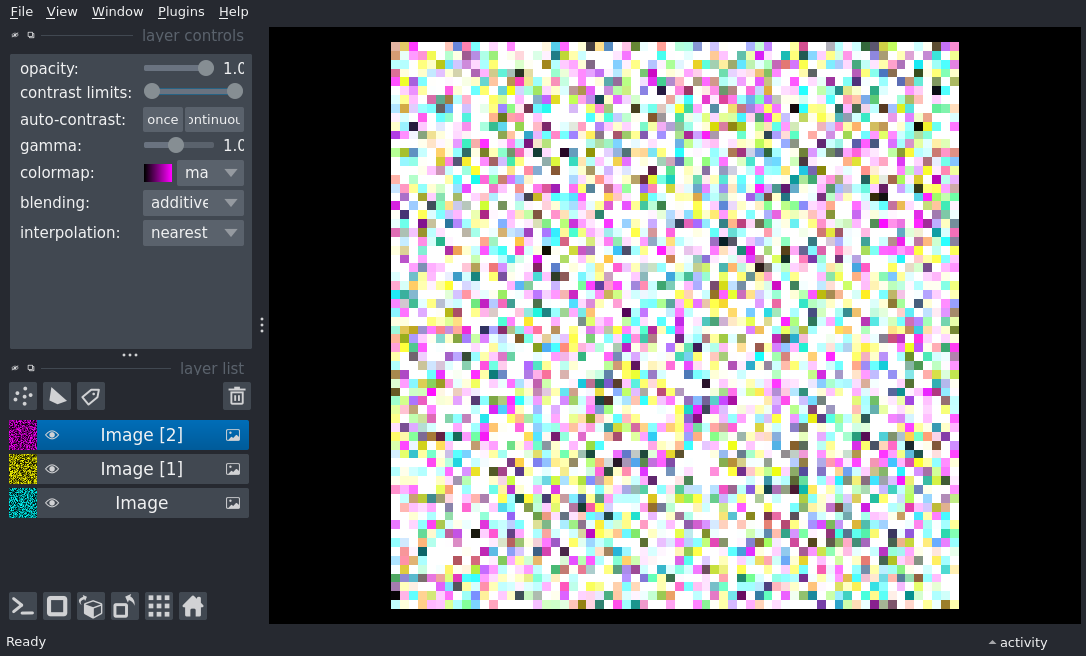 File View Window Plugins Help
layer controls
opacity: 1.0
contrast limits:
auto-contrast: once ontinuou
gamma: 1.0
colormap: ma
blending: additive
interpolation: nearest
layer list
Image [2]
Image [1]
Image
Ready
activity